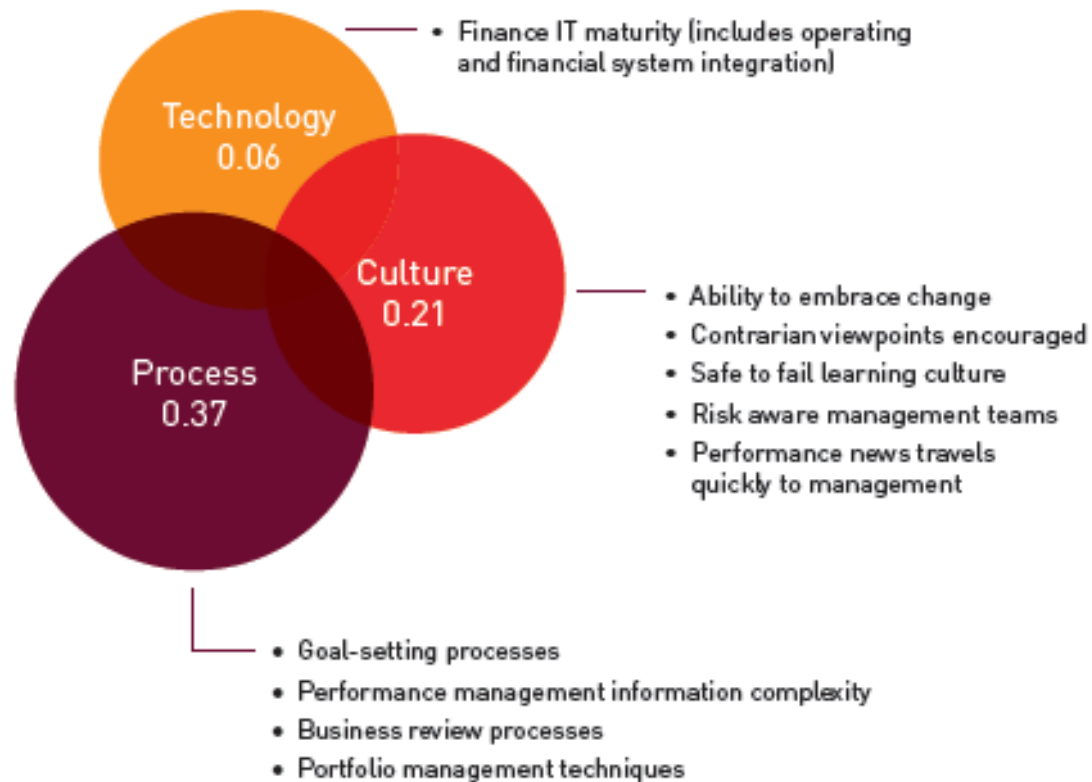 • Finance IT maturity (includes operating
and financial system integration)
Technology
0.06
Culture
0.21
• Ability to embrace change
• Contrarian viewpoints encouraged
• Safe to fail learning culture
• Risk aware management teams
• Performance news travels
quickly to management
Process
0.37
• Goal-setting processes
• Performance management information complexity
• Business review processes
• Portfolio management techniques